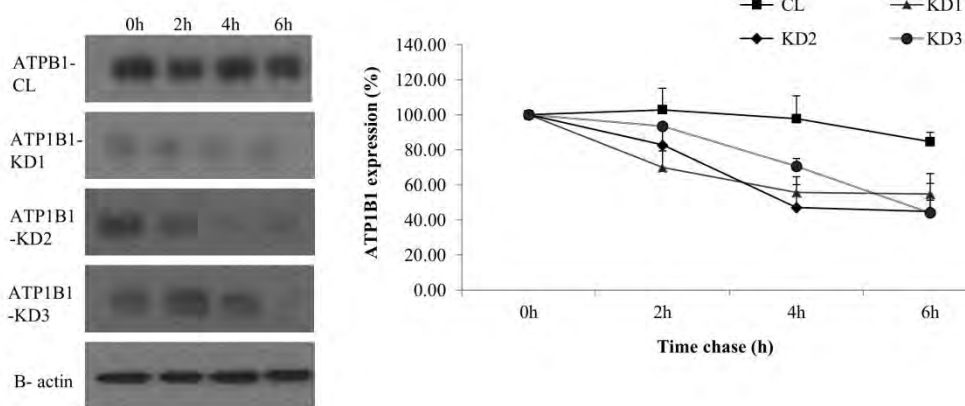 0h 2h 4h 6h
ATPB1-
CL
ATP1B1-
KD1
ATP1B1
-KD2
ATP1B1
-KD3
B- actin
CL KD1
KD2 KD3
140.00
120.00
100.00
80.00
60.00
40.00
20.00
0.00
ATP1B1 expression (%)
0h 2h 4h 6h
Time chase (h)